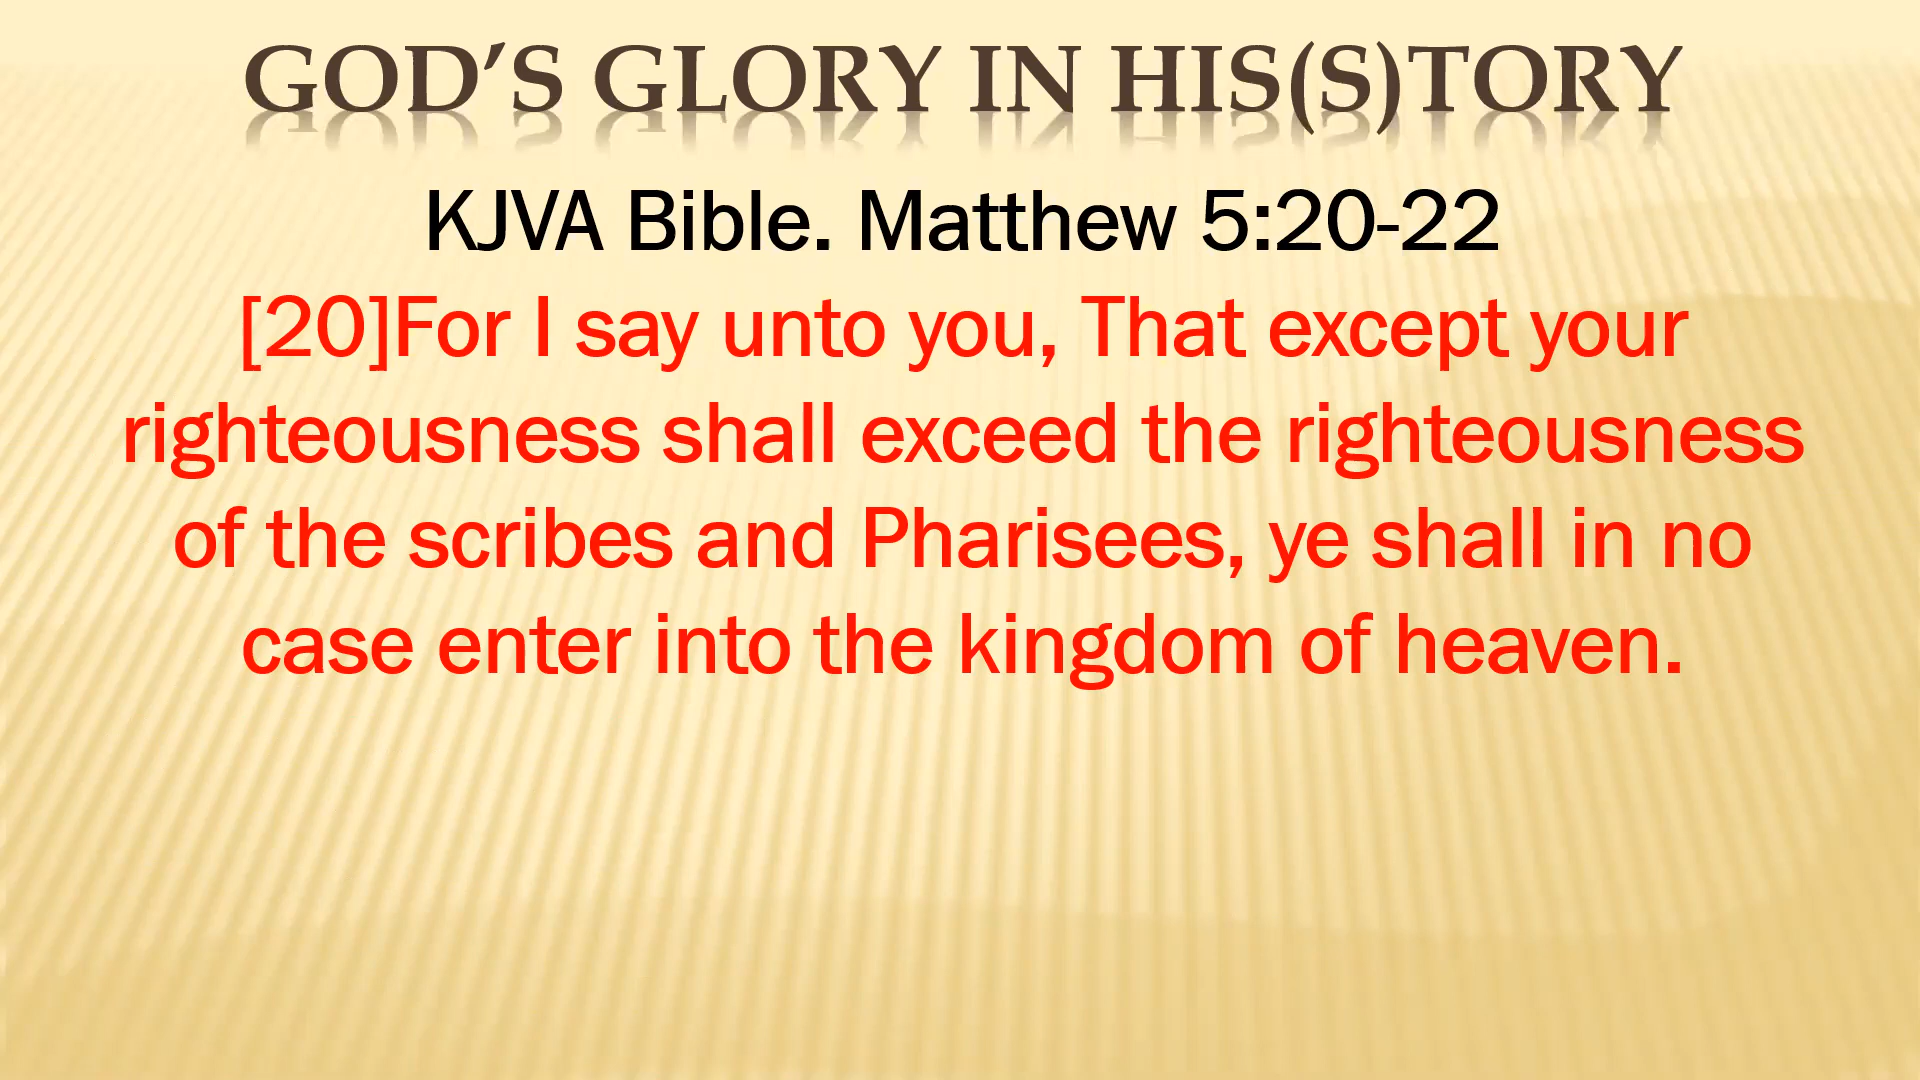 GOD’S GLORY IN HIS(S)TORY
KJVA Bible. Matthew 5:20-22
[20]For I say unto you, That except your
righteousness shall exceed the righteousness
of the scribes and Pharisees, ye shall in no
case enter into the kingdom of heaven.